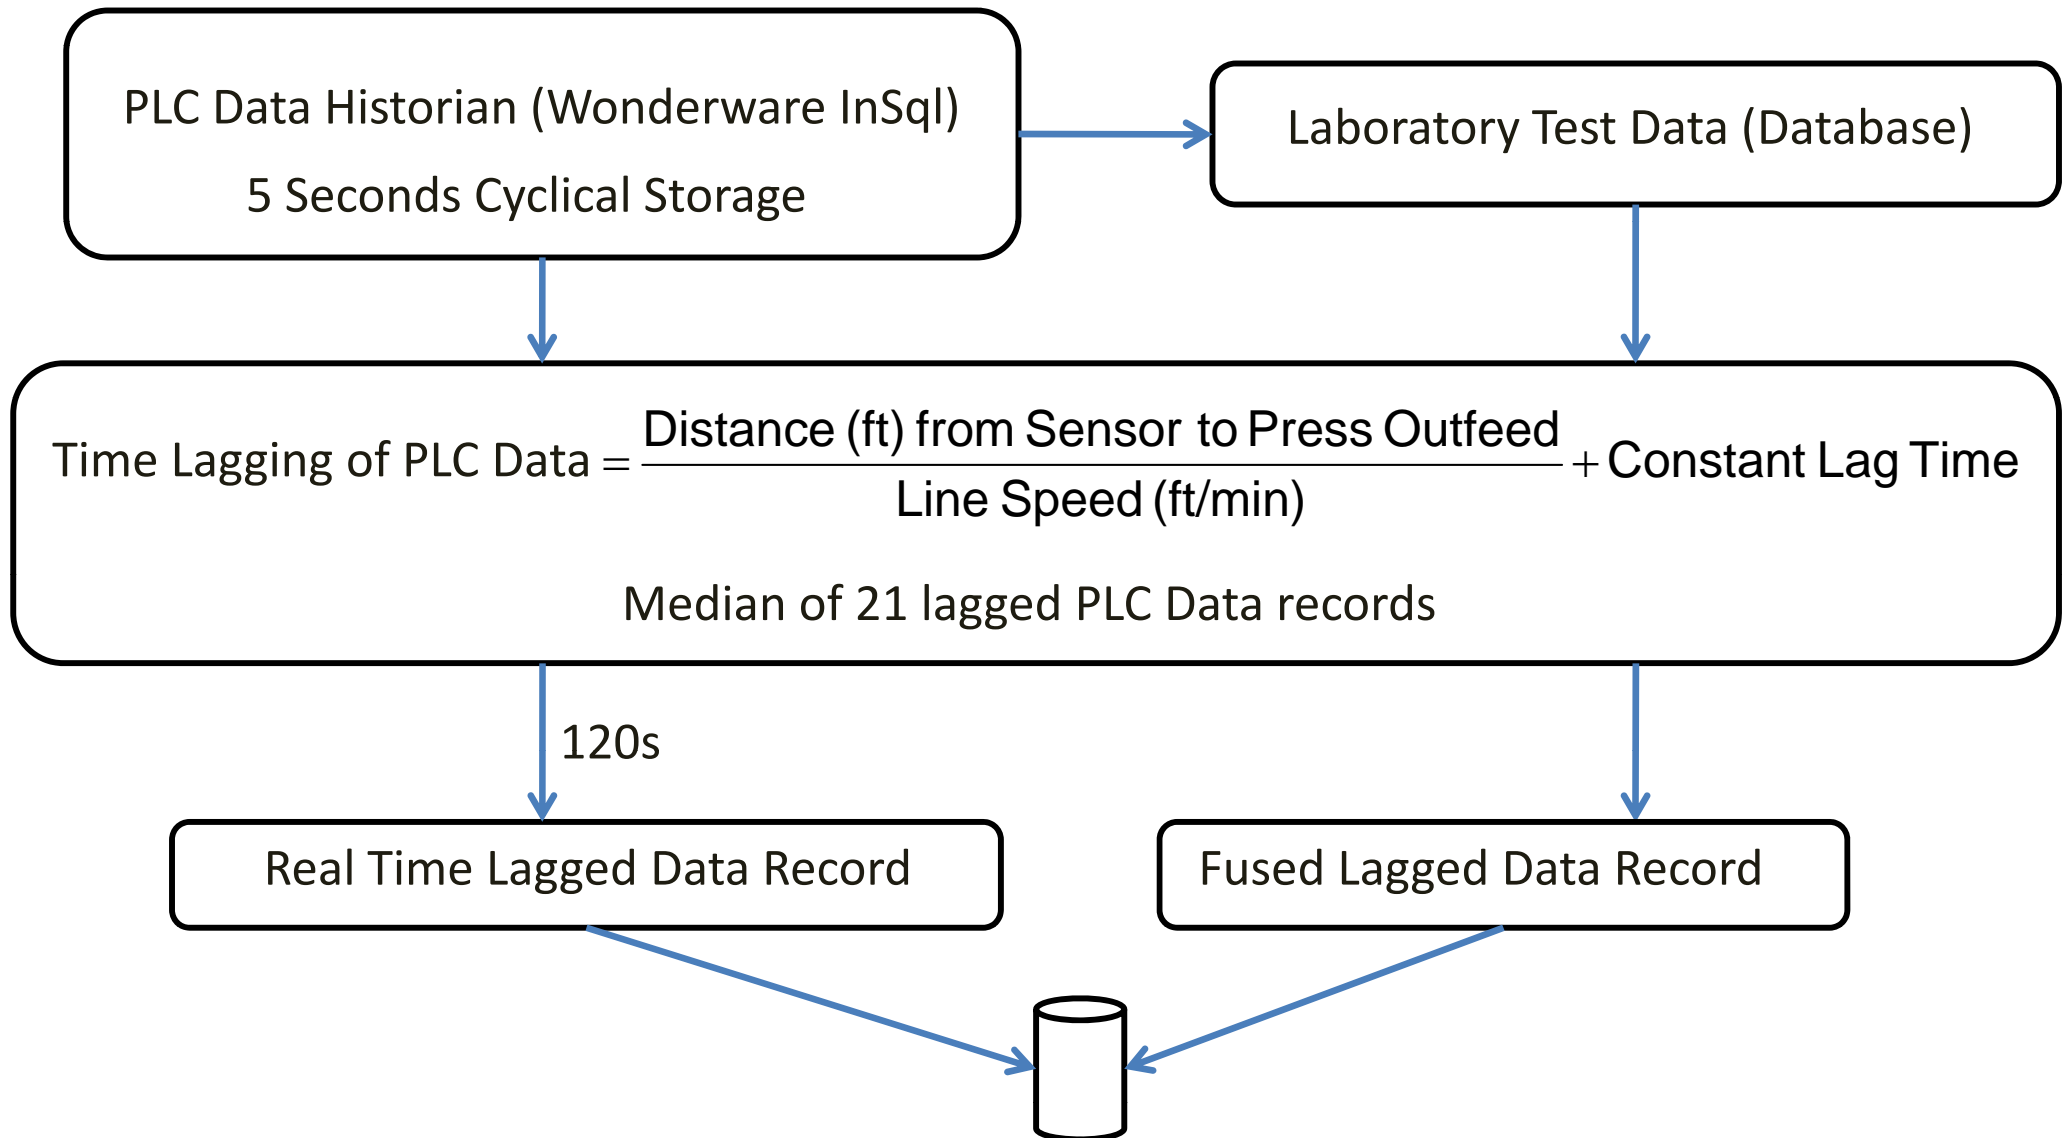 PLC Data Historian (Wonderware InSql)
5 Seconds Cyclical Storage
Laboratory Test Data (Database)
Time Lagging of PLC Data = Distance (ft) from Sensor to Press Outfeed / Line Speed (ft/min) + Constant Lag Time
Median of 21 lagged PLC Data records
120s
Real Time Lagged Data Record
Fused Lagged Data Record